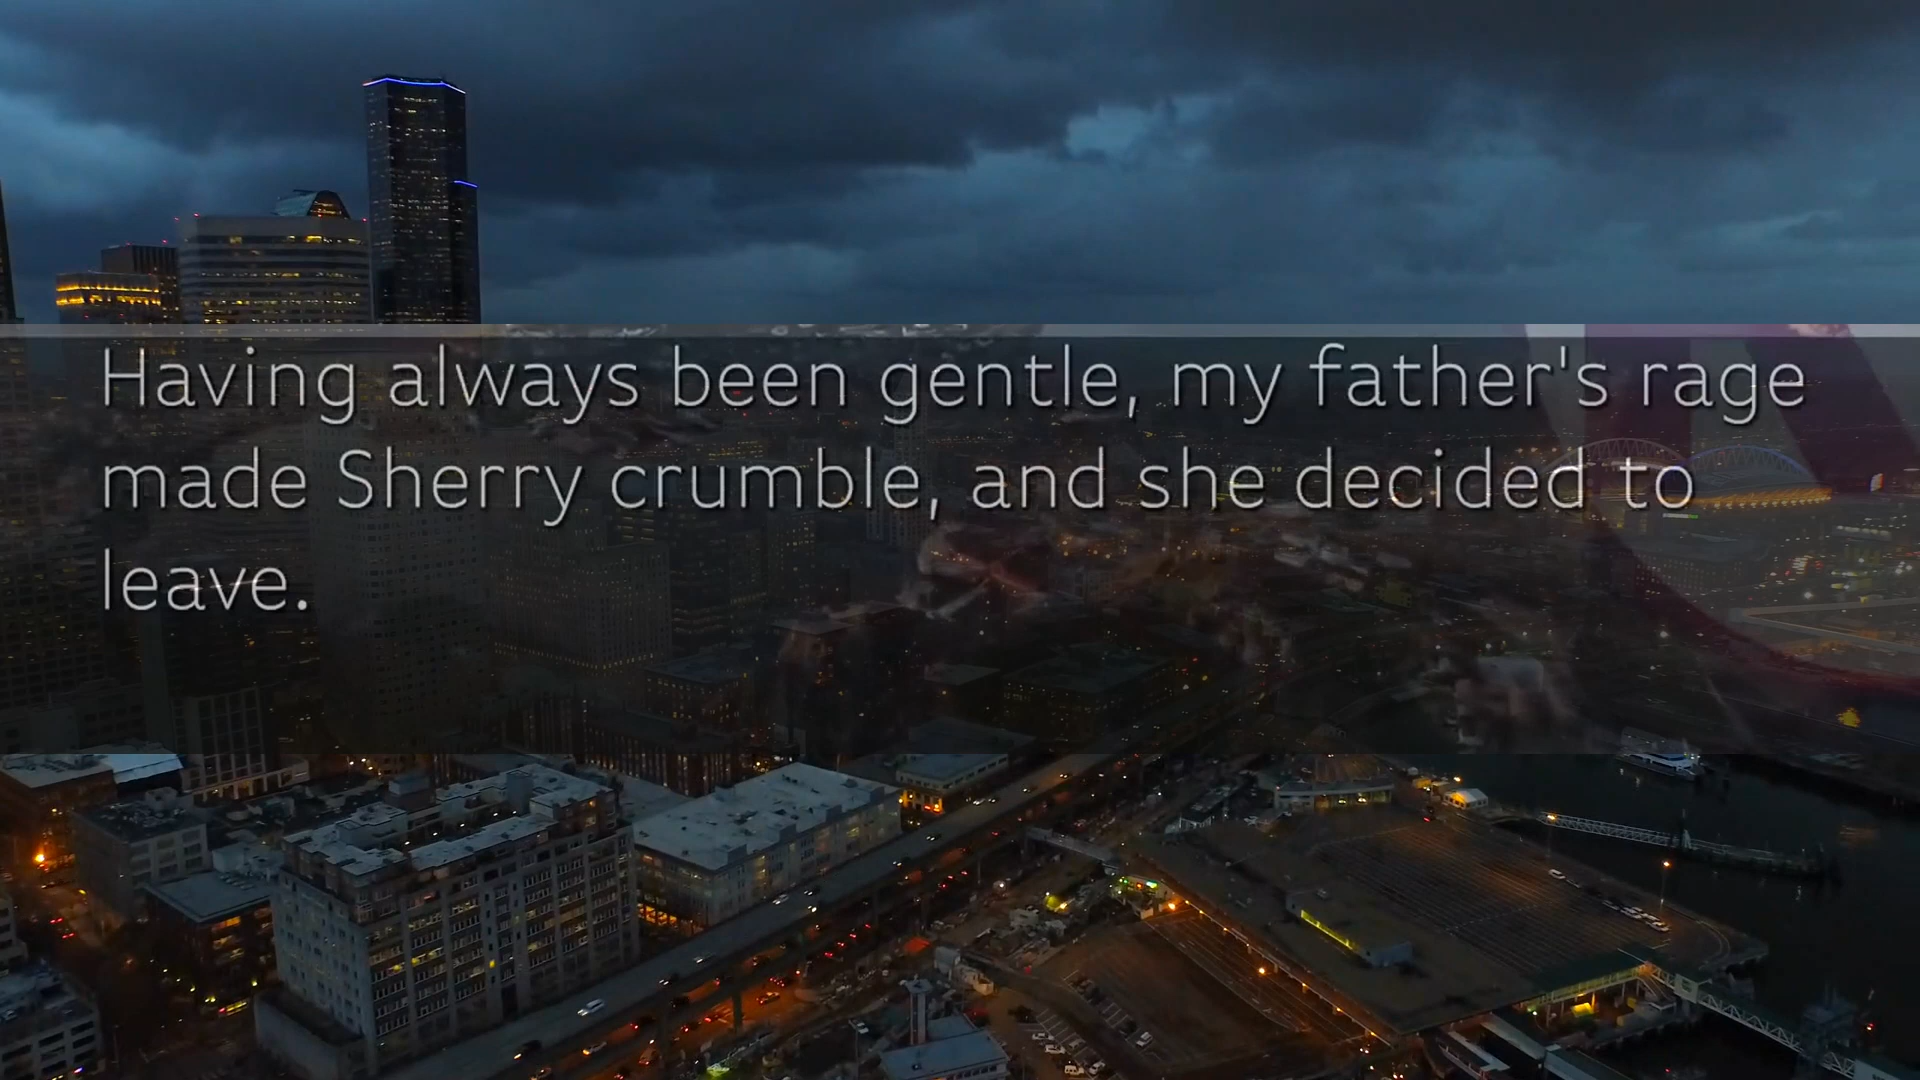 Having always been gentle, my father's rage
made Sherry crumble, and she decided to
leave.